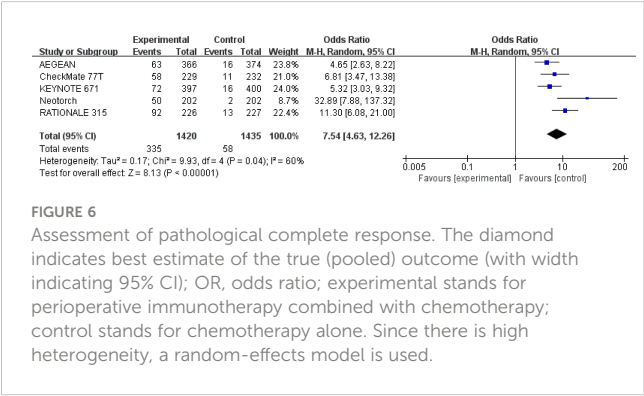 Experimental Control Odds Ratio Odds Ratio
Study or Subgroup Events Total Events Total Weight M-H, Random, 95% CI M-H, Random, 95% CI
AEGEAN 63 366 16 374 23.8% 4.65 [2.63, 8.22]
CheckMate 77T 58 229 11 232 21.0% 6.81 [3.47, 13.38]
KEYNOTE 671 72 397 16 400 24.1% 5.32 [3.03, 9.32]
Neotorch 50 202 2 202 8.7% 32.89 [7.88, 137.32]
RATIONALE 315 92 226 13 227 22.4% 11.30 [6.08, 21.00]
Total (95% CI) 1420 1435 100.0% 7.54 [4.63, 12.26]
Total events 335 58
Heterogeneity: Tau² = 0.17; Chi² = 9.93, df = 4 (P = 0.04); I² = 60%
Test for overall effect: Z = 8.13 (P < 0.00001)
0.005 0.1 1 10 200
Favours [experimental] Favours [control]
FIGURE 6
Assessment of pathological complete response. The diamond
indicates best estimate of the true (pooled) outcome (with width
indicating 95% CI); OR, odds ratio; experimental stands for
perioperative immunotherapy combined with chemotherapy;
control stands for chemotherapy alone. Since there is high
heterogeneity, a random-effects model is used.